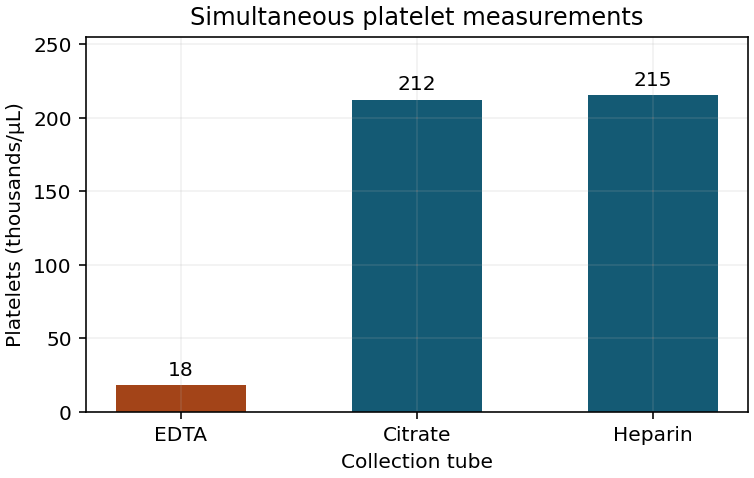 Simultaneous platelet measurements
Platelets (thousands/µL)
250
200
150
100
50
0
18
212
215
EDTA
Citrate
Heparin
Collection tube